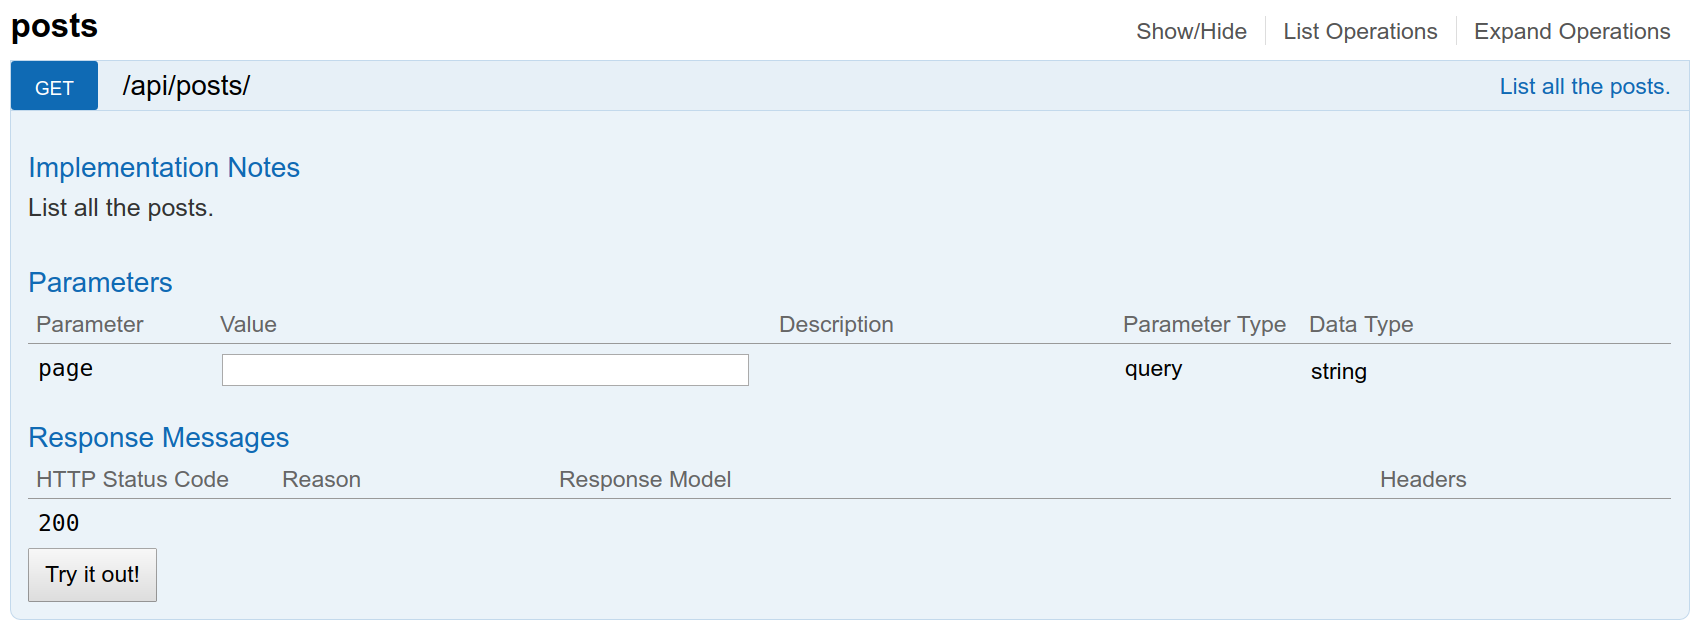 posts
Show/Hide List Operations Expand Operations
GET /api/posts/ List all the posts.
Implementation Notes
List all the posts.
Parameters
Parameter Value Description Parameter Type Data Type
page query string
Response Messages
HTTP Status Code Reason Response Model Headers
200
Try it out!